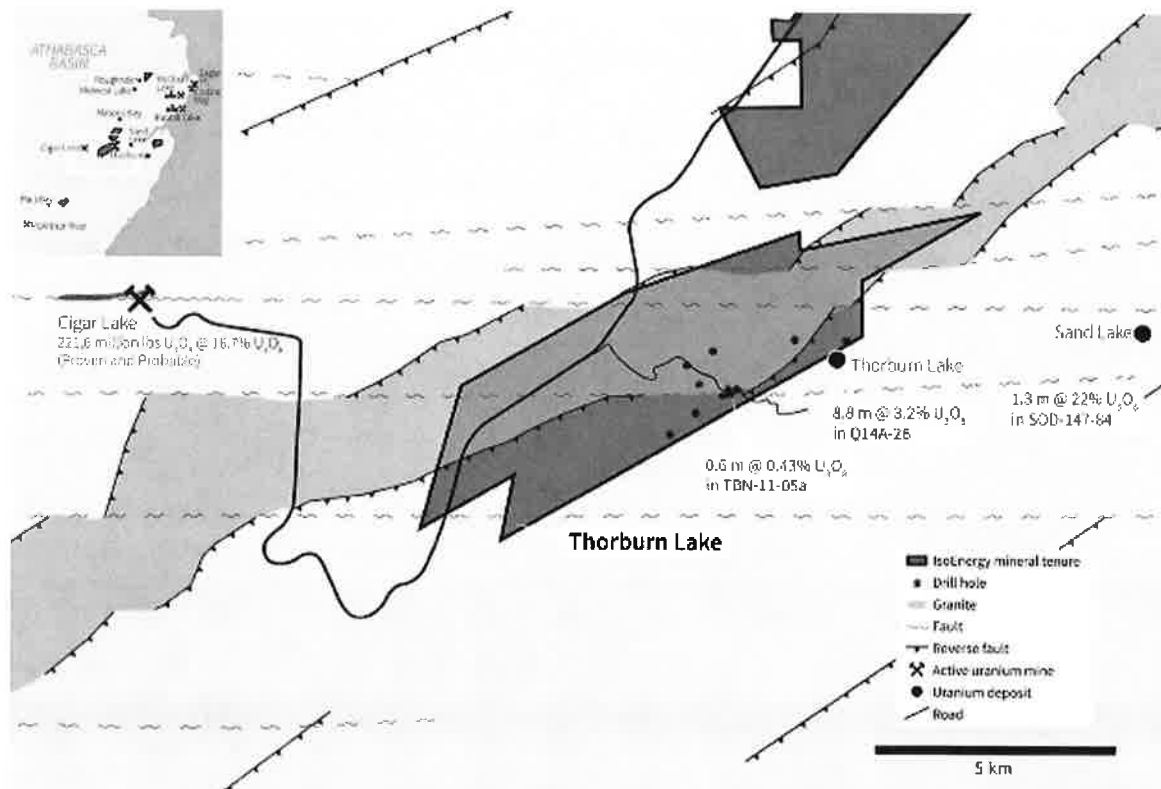 ATHABASCA
BASIN
Cigar Lake
221.6 million lbs U₃O₈ @ 16.7% U₃O₈
(Proven and Probable)
Sand Lake
Thorburn Lake
8.8 m @ 3.2% U₃O₈
in Q14A-26
1.3 m @ 22% U₃O₈
in SOD-147-84
0.6 m @ 0.43% U₃O₈
in TBN-11-05a
Thorburn Lake
IsoEnergy mineral tenure
Drill hole
Granite
Fault
Reverse fault
Active uranium mine
Uranium deposit
Road
5 km